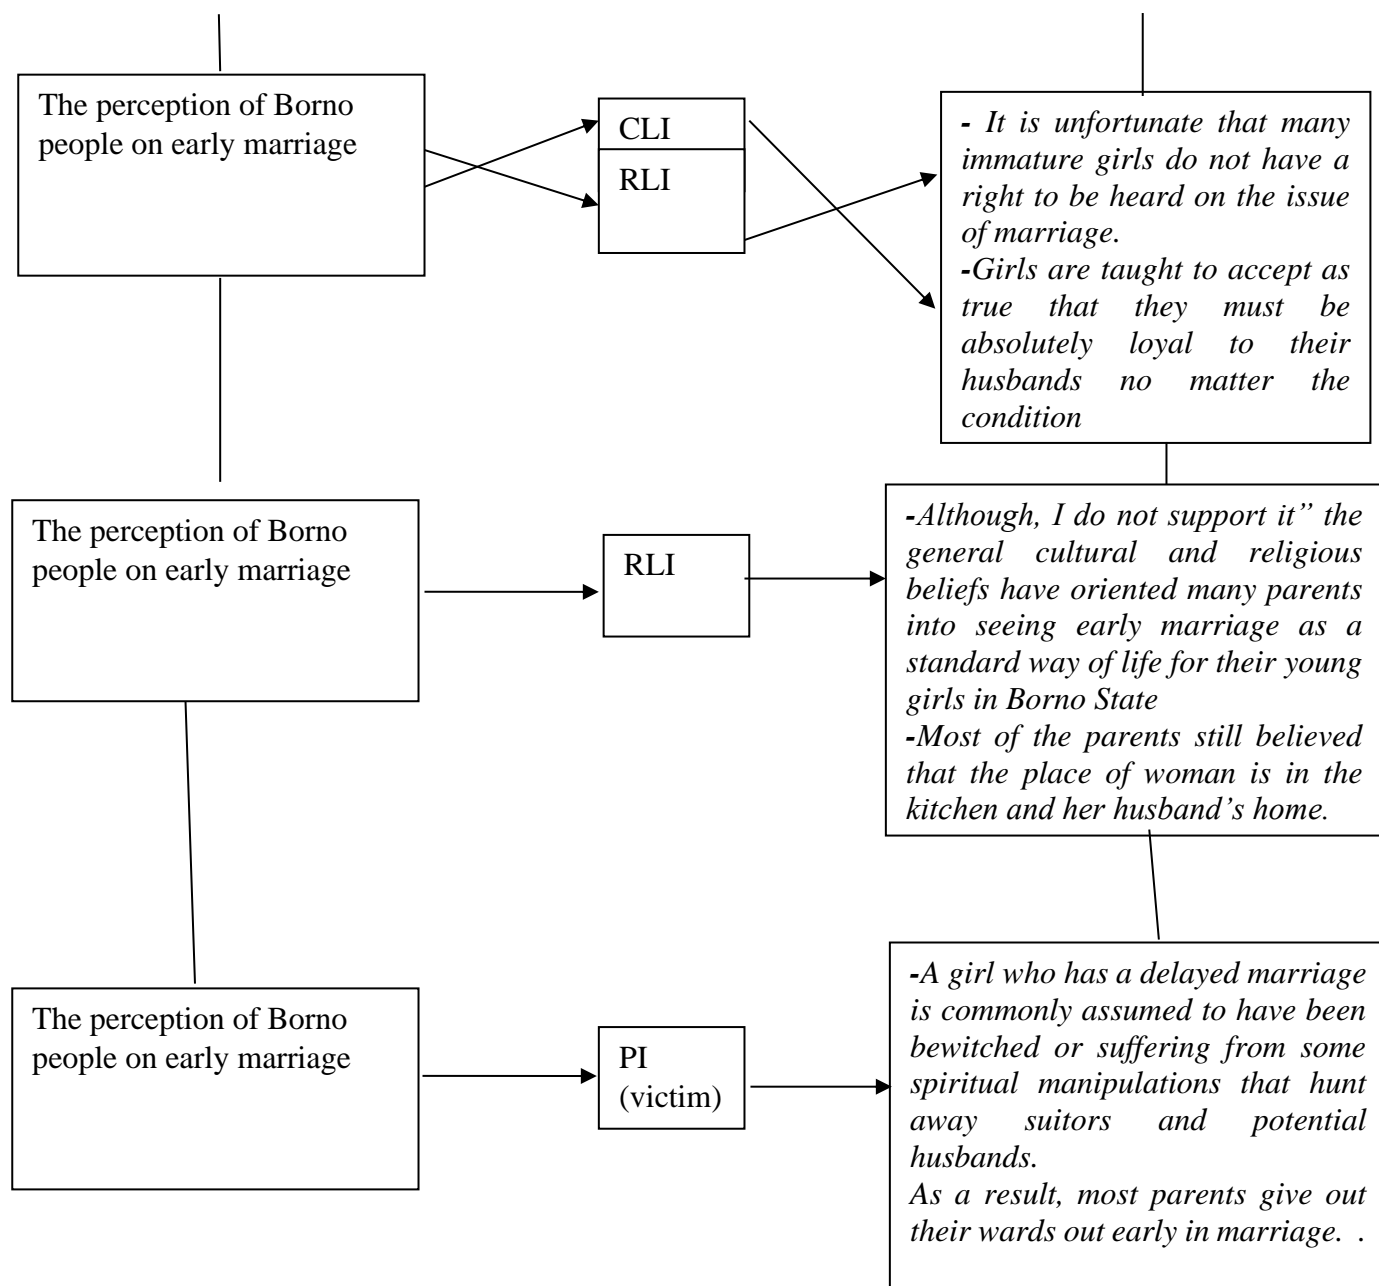 The perception of Borno
people on early marriage
CLI
RLI
- It is unfortunate that many
immature girls do not have a
right to be heard on the issue
of marriage.
-Girls are taught to accept as
true that they must be
absolutely loyal to their
husbands no matter the
condition
The perception of Borno
people on early marriage
RLI
-Although, I do not support it” the
general cultural and religious
beliefs have oriented many parents
into seeing early marriage as a
standard way of life for their young
girls in Borno State
-Most of the parents still believed
that the place of woman is in the
kitchen and her husband’s home.
The perception of Borno
people on early marriage
PI
(victim)
-A girl who has a delayed marriage
is commonly assumed to have been
bewitched or suffering from some
spiritual manipulations that hunt
away suitors and potential
husbands.
As a result, most parents give out
their wards out early in marriage. .